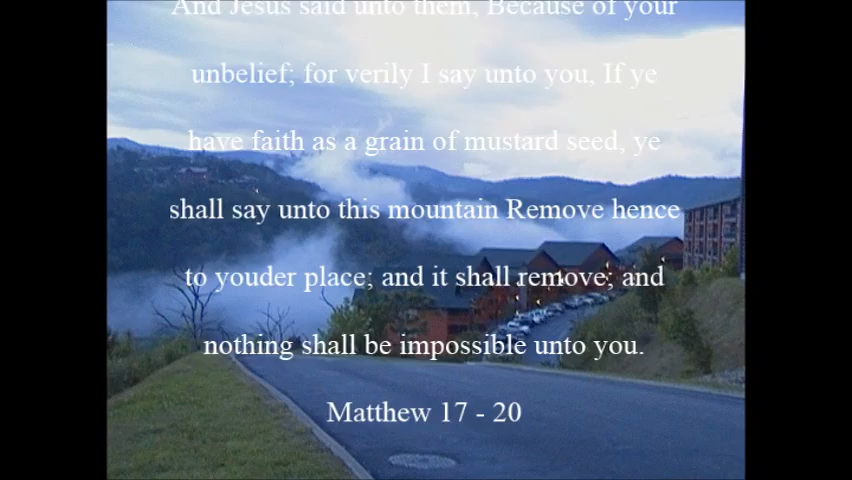 And Jesus said unto them, Because of your
unbelief; for verily I say unto you, If ye
have faith as a grain of mustard seed, ye
shall say unto this mountain Remove hence
to youder place; and it shall remove; and
nothing shall be impossible unto you.
Matthew 17 - 20